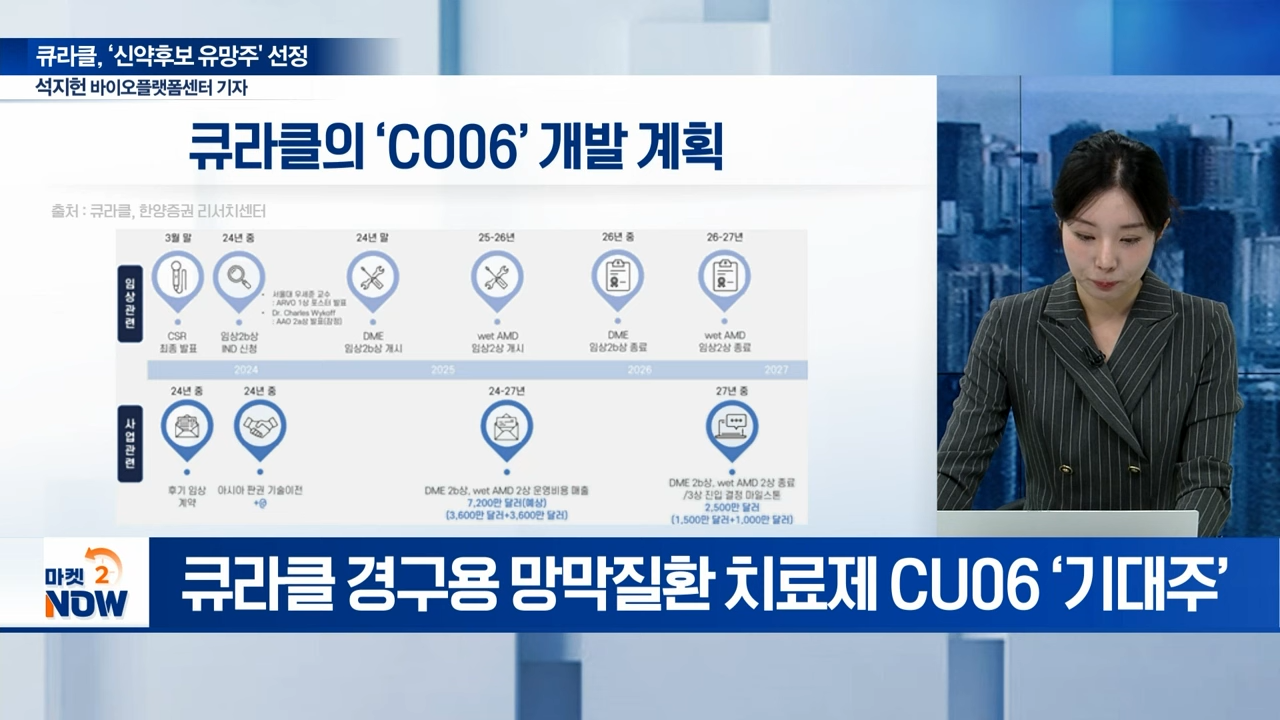 큐라클, ‘신약후보 유망주' 선정
석지헌 바이오플랫폼센터 기자
큐라클의 ‘CO06’ 개발 계획
출처 : 큐라클, 한양증권 리서치센터
3월 말 24년 중 24년 말 25-26년 26년 중 26-27년
임상관련
• 서울대 우세준 교수
: ARVO 1상 포스터 발표
• Dr. Charles Wykoff
: AAO 2a상 발표(잠정)
CSR 임상2b상 DME wet AMD DME wet AMD
최종 발표 IND 신청 임상2b상 개시 임상2상 개시 임상2b상 종료 임상2상 종료
2024 2025 2026 2027
24년 중 24년 중 24-27년 27년 중
사업관련
후기 임상 계약
아시아 판권 기술이전
+@
DME 2b상, wet AMD 2상 운영비용 매출
7,200만 달러(예상)
(3,600만 달러+3,600만 달러)
DME 2b상, wet AMD 2상 종료
/3상 진입 결정 마일스톤
2,500만 달러
(1,500만 달러+1,000만 달러)
마켓 2
NOW
큐라클 경구용 망막질환 치료제 CU06 ‘기대주’